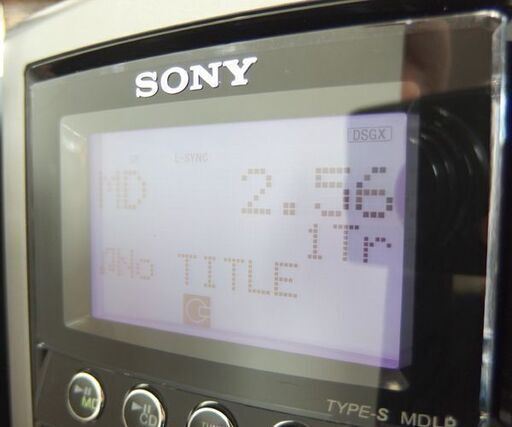 SONY
SP L-SYNC DSGX
MD 2.56
1Tr
♪No TITLE
TYPE-S MDLP
MD
CD